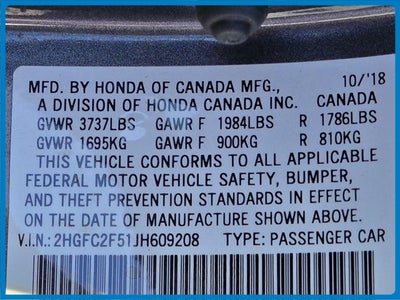 MFD. BY HONDA OF CANADA MFG., 10/'18
A DIVISION OF HONDA CANADA INC. CANADA
GVWR 3737LBS GAWR F 1984LBS R 1786LBS
GVWR 1695KG GAWR F 900KG R 810KG
THIS VEHICLE CONFORMS TO ALL APPLICABLE
FEDERAL MOTOR VEHICLE SAFETY, BUMPER,
AND THEFT PREVENTION STANDARDS IN EFFECT
ON THE DATE OF MANUFACTURE SHOWN ABOVE.
V.I.N.: 2HGFC2F51JH609208 TYPE: PASSENGER CAR